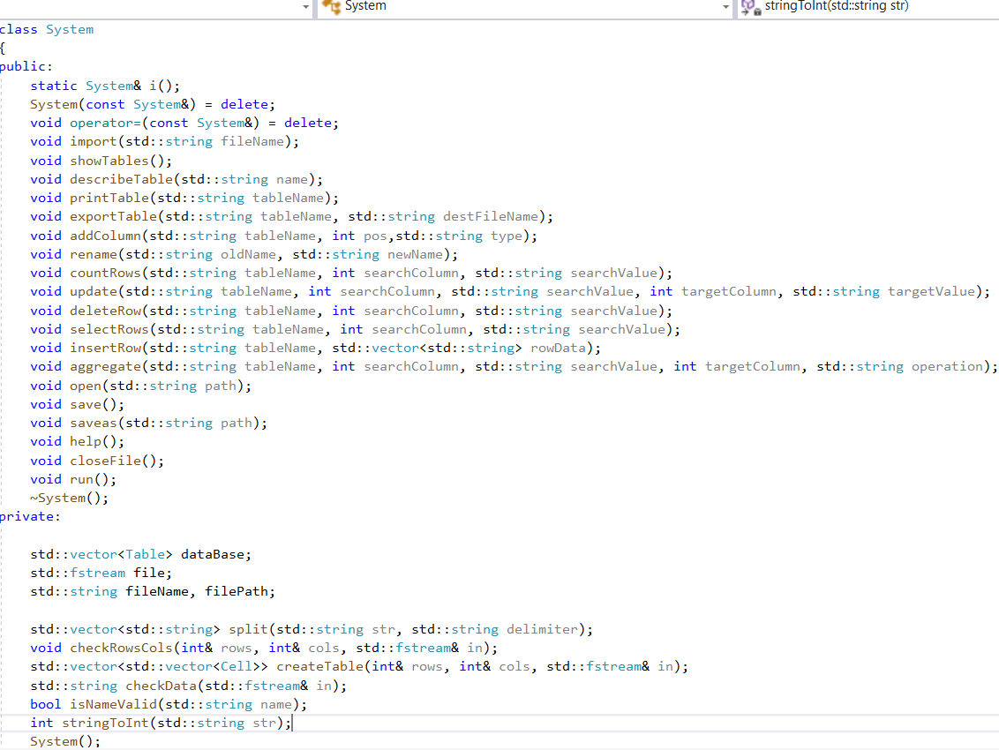 System stringToInt(std::string str)
class System
{
public:
static System& i();
System(const System&) = delete;
void operator=(const System&) = delete;
void import(std::string fileName);
void showTables();
void describeTable(std::string name);
void printTable(std::string tableName);
void exportTable(std::string tableName, std::string destFileName);
void addColumn(std::string tableName, int pos,std::string type);
void rename(std::string oldName, std::string newName);
void countRows(std::string tableName, int searchColumn, std::string searchValue);
void update(std::string tableName, int searchColumn, std::string searchValue, int targetColumn, std::string targetValue);
void deleteRow(std::string tableName, int searchColumn, std::string searchValue);
void selectRows(std::string tableName, int searchColumn, std::string searchValue);
void insertRow(std::string tableName, std::vector<std::string> rowData);
void aggregate(std::string tableName, int searchColumn, std::string searchValue, int targetColumn, std::string operation);
void open(std::string path);
void save();
void saveas(std::string path);
void help();
void closeFile();
void run();
~System();
private:
std::vector<Table> dataBase;
std::fstream file;
std::string fileName, filePath;
std::vector<std::string> split(std::string str, std::string delimiter);
void checkRowsCols(int& rows, int& cols, std::fstream& in);
std::vector<std::vector<Cell>> createTable(int& rows, int& cols, std::fstream& in);
std::string checkData(std::fstream& in);
bool isNameValid(std::string name);
int stringToInt(std::string str);
System();